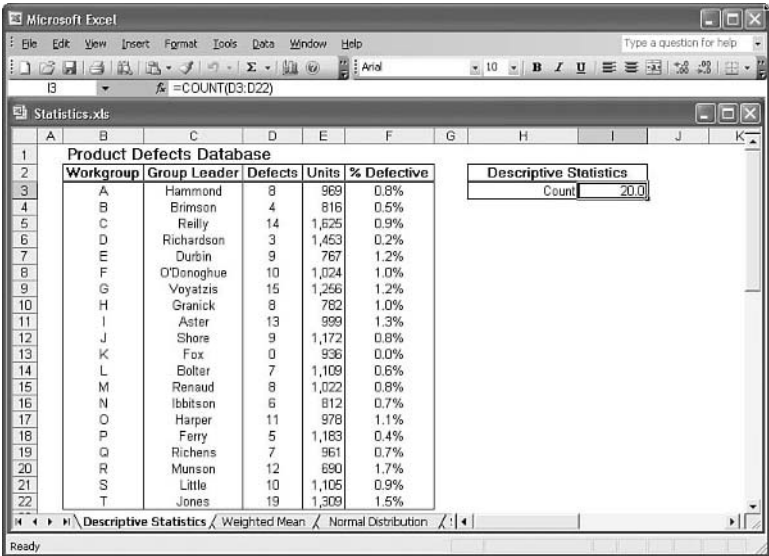 Microsoft Excel
File Edit View Insert Format Tools Data Window Help Type a question for help
Arial 10 B I U
I3 fx =COUNT(D3:D22)
Statistics.xls
A B C D E F G H I J K
1 Product Defects Database
2 Workgroup Group Leader Defects Units % Defective Descriptive Statistics
3 A Hammond 8 969 0.8% Count 20.0
4 B Brimson 4 816 0.5%
5 C Reilly 14 1,625 0.9%
6 D Richardson 3 1,453 0.2%
7 E Durbin 9 767 1.2%
8 F O'Donoghue 10 1,024 1.0%
9 G Voyatzis 15 1,256 1.2%
10 H Granick 8 782 1.0%
11 I Aster 13 999 1.3%
12 J Shore 9 1,172 0.8%
13 K Fox 0 936 0.0%
14 L Bolter 7 1,109 0.6%
15 M Renaud 8 1,022 0.8%
16 N Ibbitson 6 812 0.7%
17 O Harper 11 978 1.1%
18 P Ferry 5 1,183 0.4%
19 Q Richens 7 961 0.7%
20 R Munson 12 690 1.7%
21 S Little 10 1,105 0.9%
22 T Jones 19 1,309 1.5%
Descriptive Statistics Weighted Mean Normal Distribution
Ready